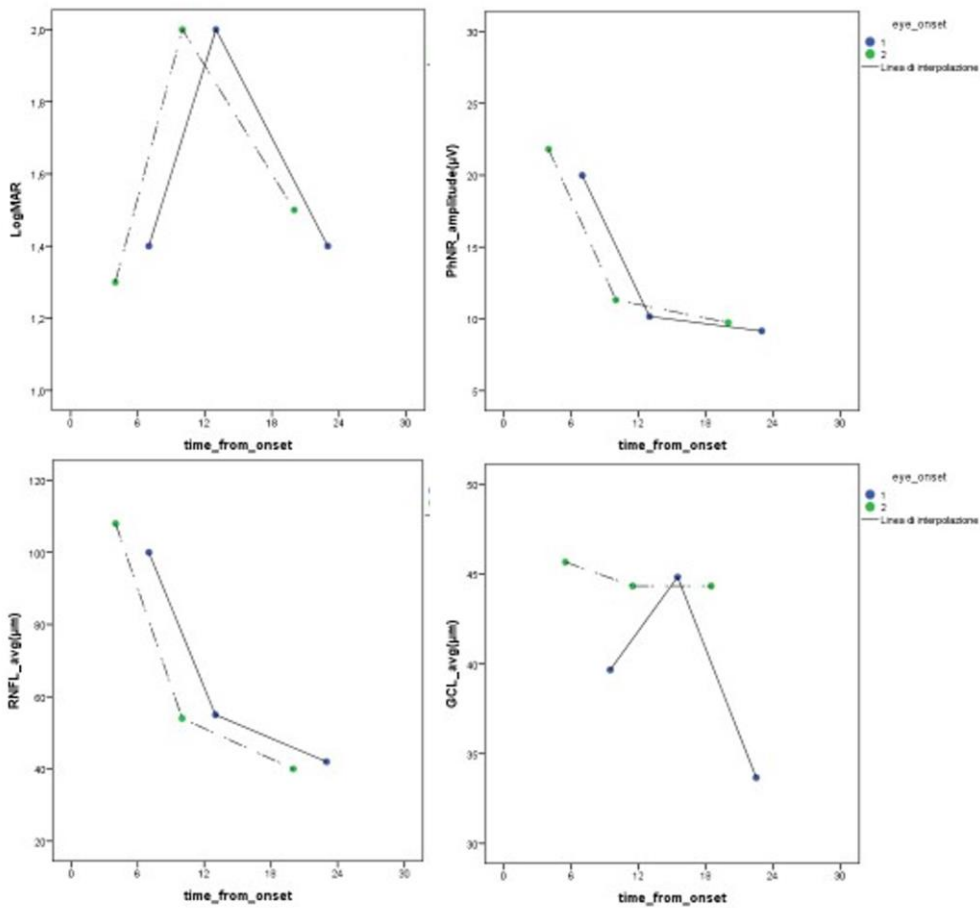 LogMAR
2,0
1,8
1,6
1,4
1,2
1,0
0 6 12 18 24 30
time_from_onset
PhNR_amplitude(µV)
30
25
20
15
10
5
0 6 12 18 24 30
time_from_onset
eye_onset
1
2
Linea di interpolazione
RNFL_avg(µm)
120
100
80
60
40
20
0 6 12 18 24 30
time_from_onset
GCL_avg(µm)
50
45
40
35
30
0 6 12 18 24 30
time_from_onset
eye_onset
1
2
Linea di interpolazione